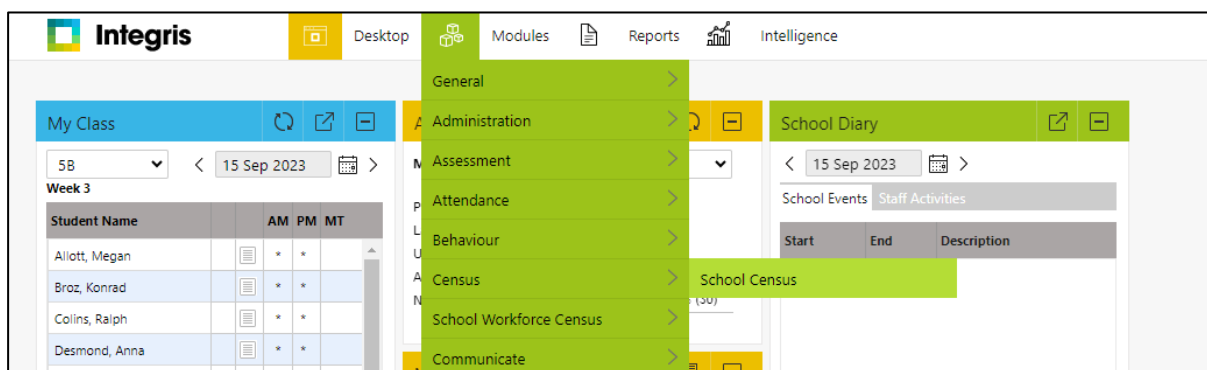 Integris
Desktop
Modules
Reports
Intelligence
General
Administration
Assessment
Attendance
Behaviour
Census
School Census
School Workforce Census
Communicate
My Class
5B
15 Sep 2023
Week 3
Student Name AM PM MT
Allott, Megan * *
Broz, Konrad * *
Colins, Ralph * *
Desmond, Anna * *
School Diary
15 Sep 2023
School Events Staff Activities
Start End Description